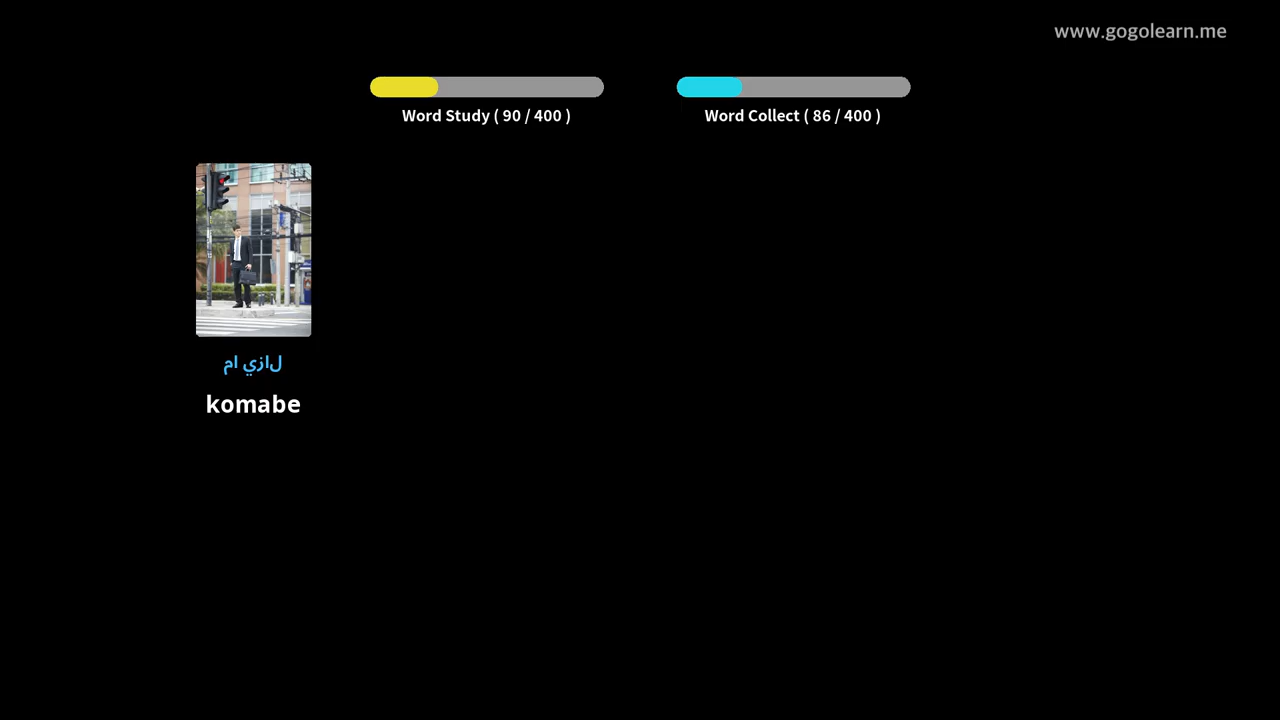 www.gogolearn.me
Word Study ( 90 / 400 )
Word Collect ( 86 / 400 )
لازي ام
komabe